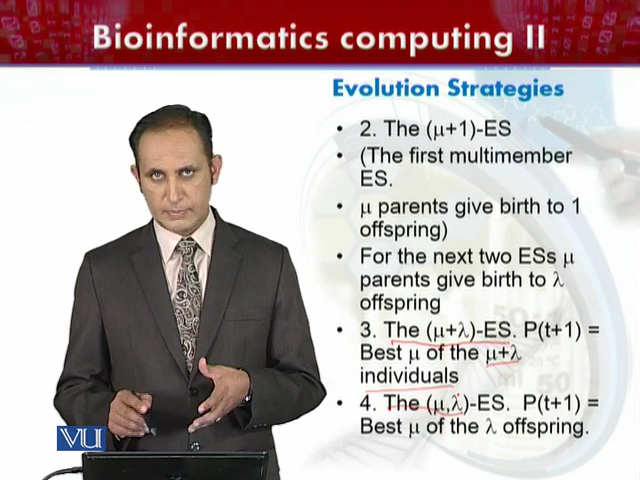 Bioinformatics computing II
Evolution Strategies
• 2. The (μ+1)-ES
• (The first multimember
ES.
• μ parents give birth to 1
offspring)
• For the next two ESs μ
parents give birth to λ
offspring
• 3. The (μ+λ)-ES. P(t+1) =
Best μ of the μ+λ
individuals
• 4. The (μ,λ)-ES. P(t+1) =
Best μ of the λ offspring.
VU